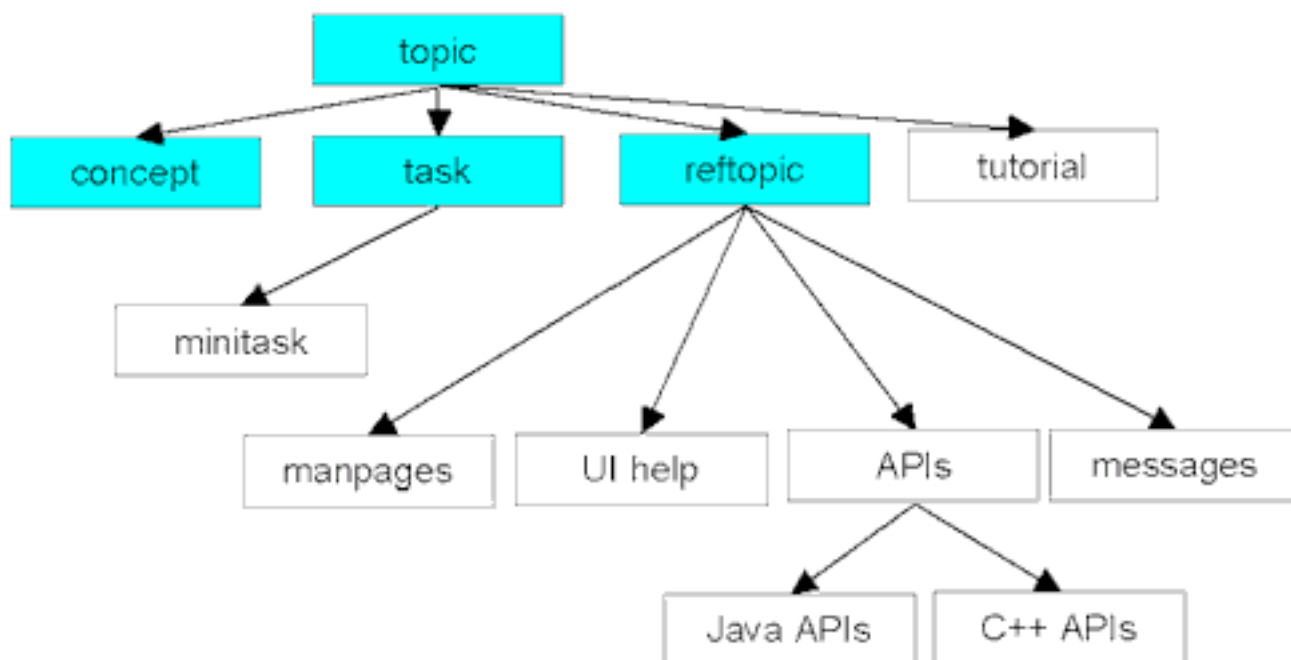 topic
concept
task
reftopic
tutorial
minitask
manpages
UI help
APIs
messages
Java APIs
C++ APIs